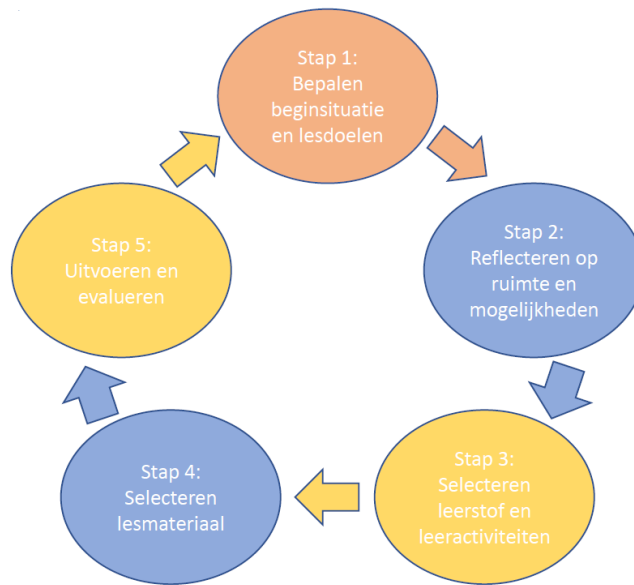 Stap 1:
Bepalen
beginsituatie
en lesdoelen
Stap 2:
Reflecteren op
ruimte en
mogelijkheden
Stap 3:
Selecteren
leerstof en
leeractiviteiten
Stap 4:
Selecteren
lesmateriaal
Stap 5:
Uitvoeren en
evalueren